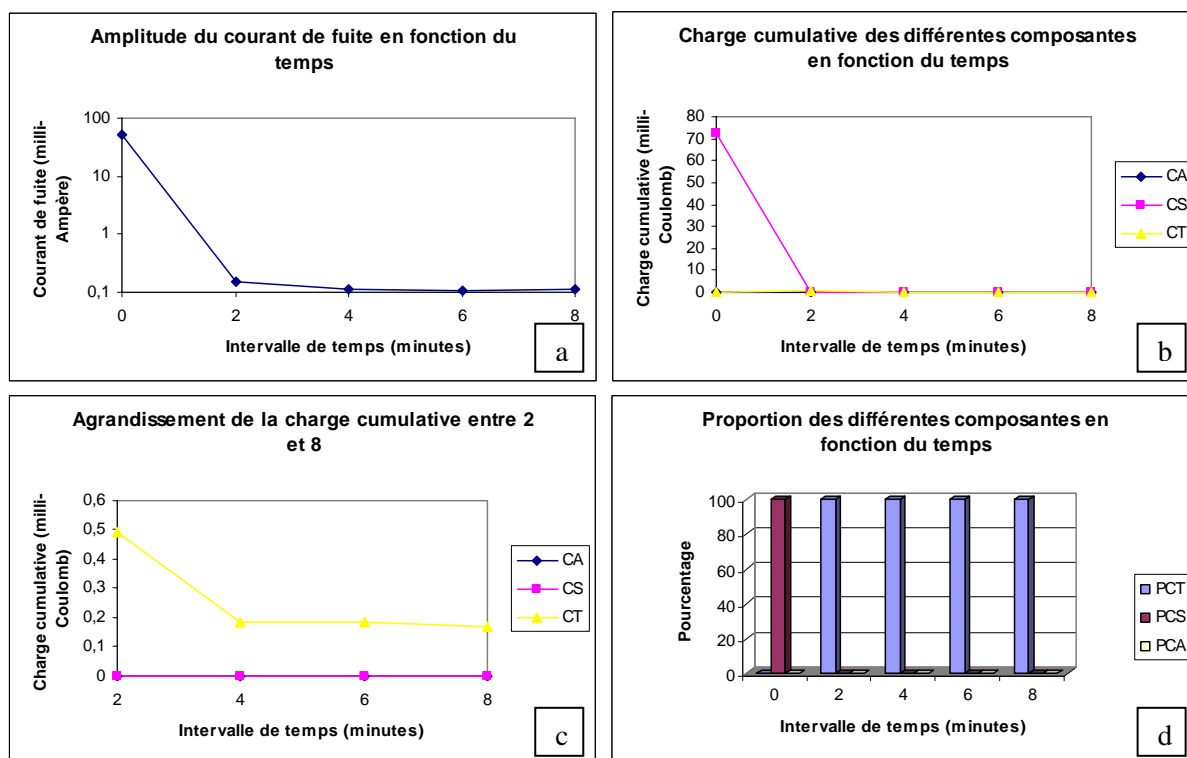 Amplitude du courant de fuite en fonction du
temps
Courant de fuite (milli-
Ampère)
100
10
1
0,1
0 2 4 6 8
Intervalle de temps (minutes)
a
Charge cumulative des différentes composantes
en fonction du temps
Charge cumulative (milli-
Coulomb)
80
70
60
50
40
30
20
10
0
0 2 4 6 8
Intervalle de temps (minutes)
CA
CS
CT
b
Agrandissement de la charge cumulative entre 2
et 8
Charge cumulative (milli-
Coulomb)
0,6
0,5
0,4
0,3
0,2
0,1
0
2 4 6 8
Intervalle de temps (minutes)
CA
CS
CT
c
Proportion des différentes composantes en
fonction du temps
Pourcentage
100
80
60
40
20
0
0 2 4 6 8
Intervalle de temps (minutes)
PCT
PCS
PCA
d